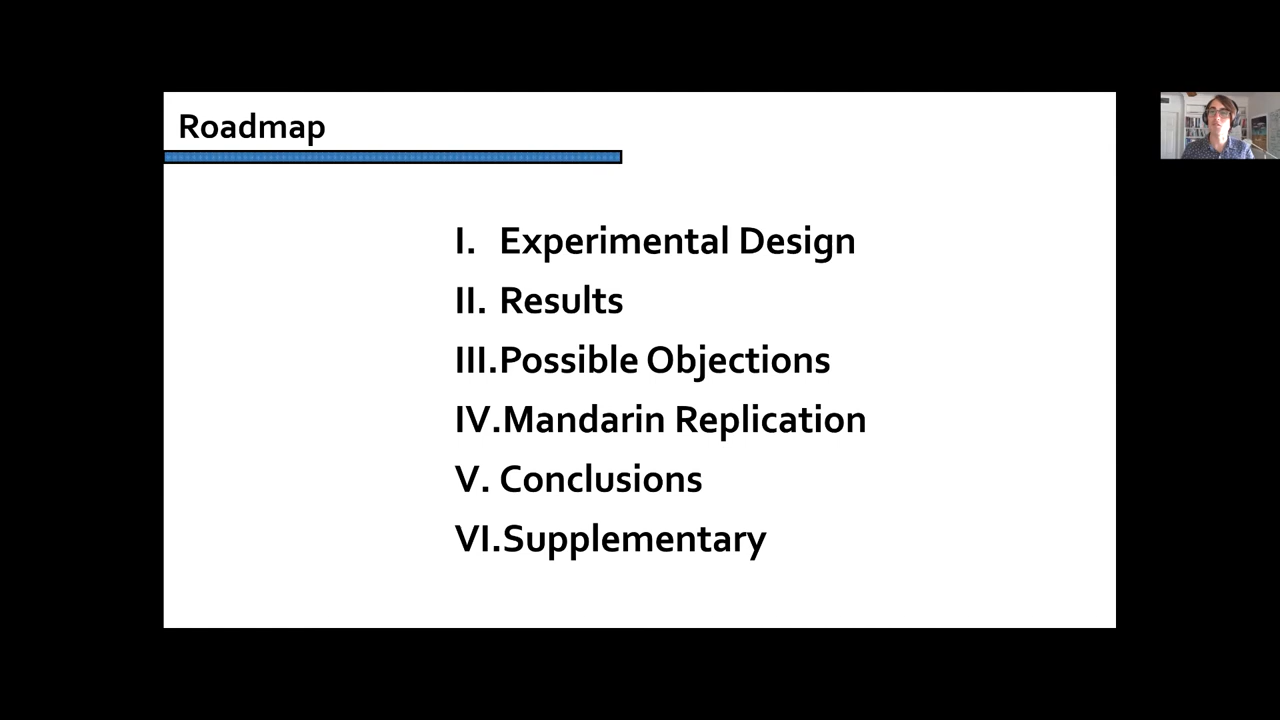 Roadmap
I. Experimental Design
II. Results
III.Possible Objections
IV.Mandarin Replication
V. Conclusions
VI.Supplementary